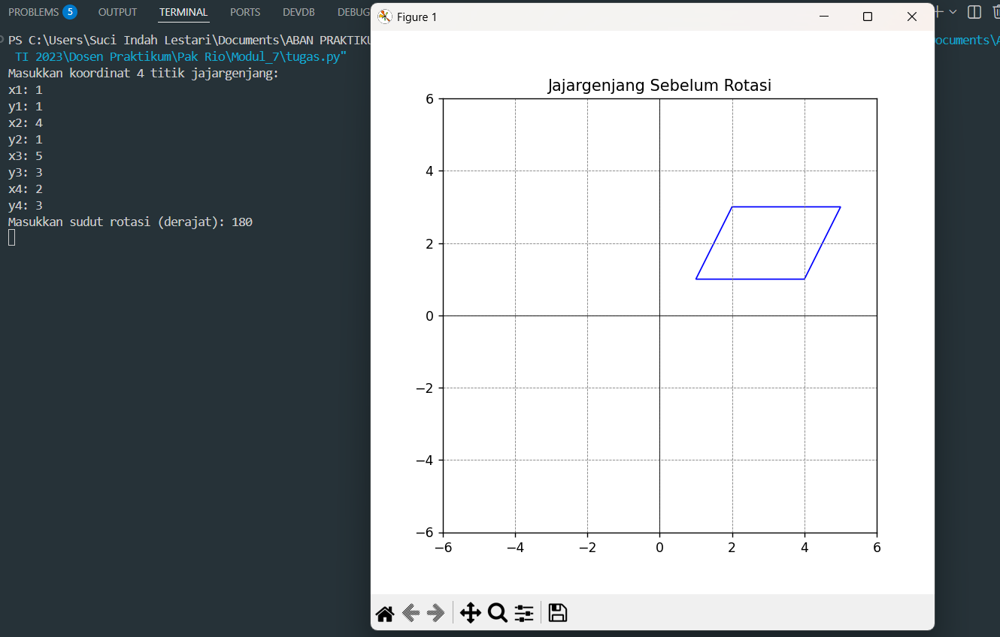 PROBLEMS 5 OUTPUT TERMINAL PORTS DEVDB DEBUG
PS C:\Users\Suci Indah Lestari\Documents\ABAN PRAKTIKU
ocuments\A
TI 2023\Dosen Praktikum\Pak Rio\Modul_7\tugas.py"
Masukkan koordinat 4 titik jajargenjang:
x1: 1
y1: 1
x2: 4
y2: 1
x3: 5
y3: 3
x4: 2
y4: 3
Masukkan sudut rotasi (derajat): 180
Figure 1
Jajargenjang Sebelum Rotasi
6
4
2
0
−2
−4
−6
−6 −4 −2 0 2 4 6